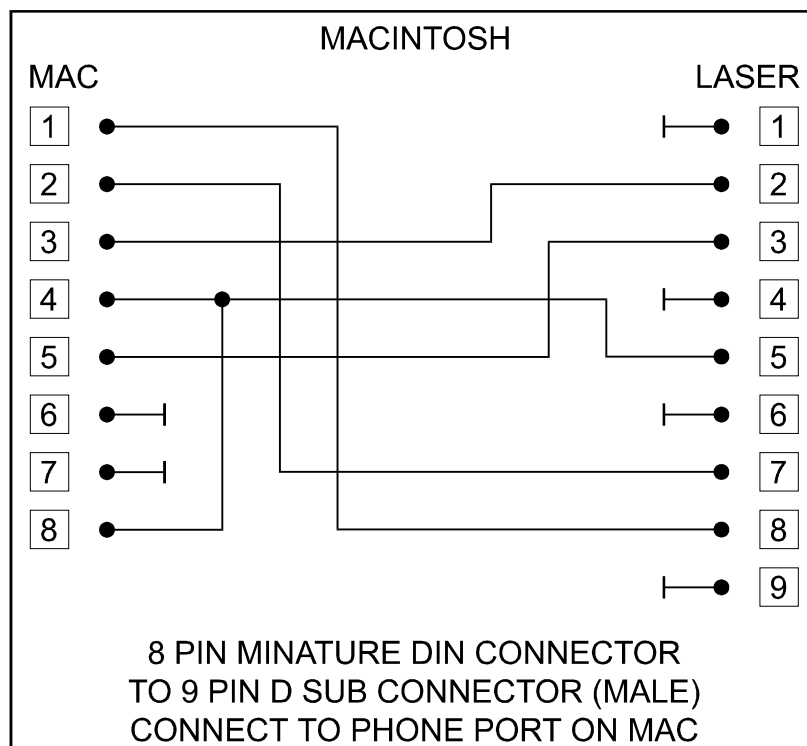 MACINTOSH
MAC LASER
1 1
2 2
3 3
4 4
5 5
6 6
7 7
8 8
9
8 PIN MINATURE DIN CONNECTOR
TO 9 PIN D SUB CONNECTOR (MALE)
CONNECT TO PHONE PORT ON MAC